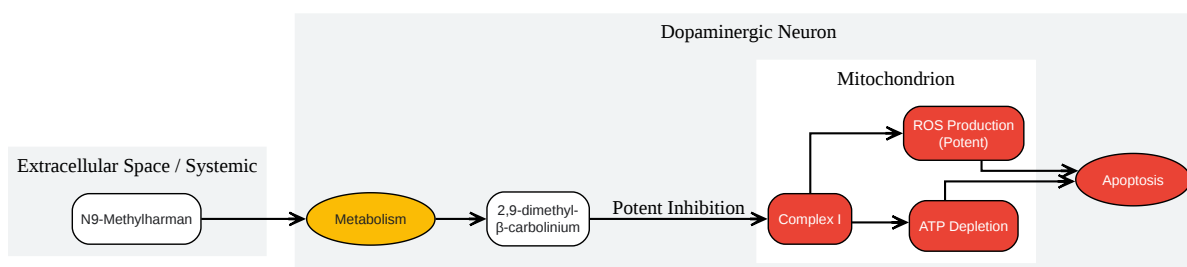 Dopaminergic Neuron
Mitochondrion
Extracellular Space / Systemic
N9-Methylharman
Metabolism
2,9-dimethyl-
β-carbolinium
Potent Inhibition
Complex I
ROS Production
(Potent)
ATP Depletion
Apoptosis